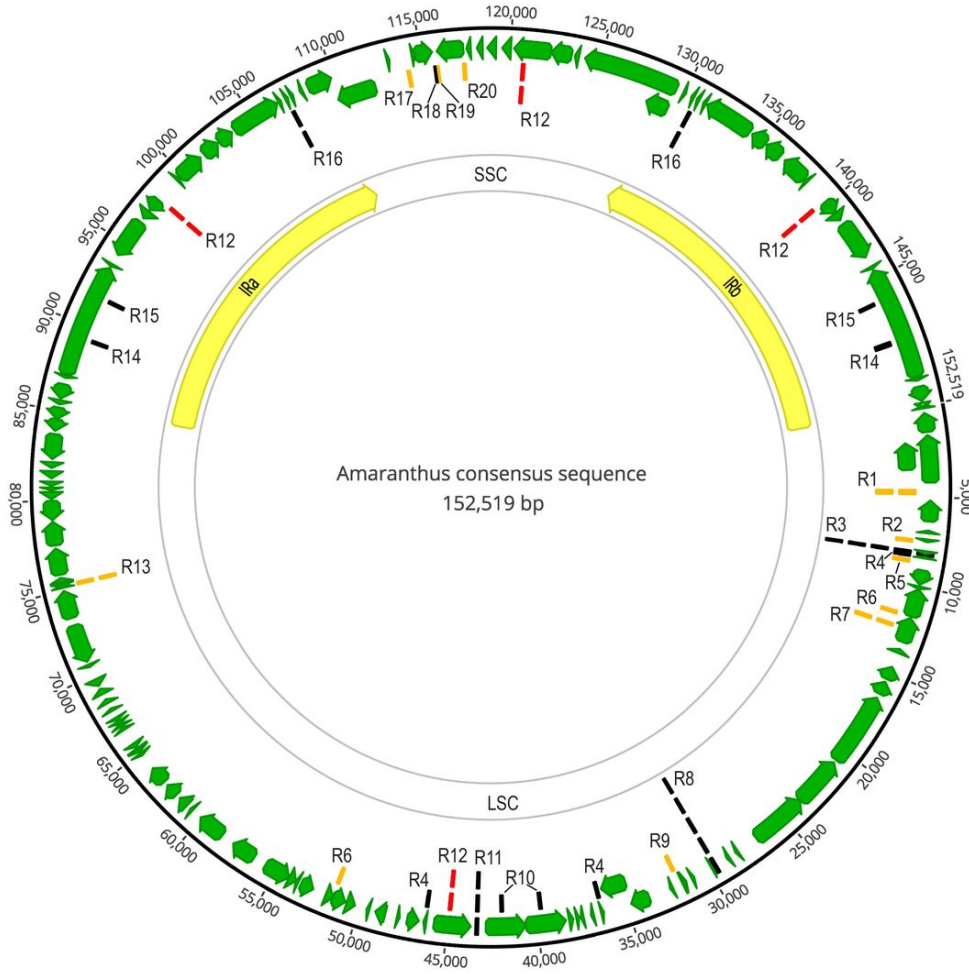 115,000
120,000
110,000
125,000
105,000
130,000
R17
R18
R19
R20
R12
100,000
135,000
R16
R16
SSC
95,000
140,000
R12
R12
IRa
IRb
90,000
145,000
R15
R15
R14
R14
85,000
152,519
Amaranthus consensus sequence
152,519 bp
R1
5,000
80,000
R3
R2
R4
R5
R13
10,000
75,000
R6
R7
70,000
15,000
65,000
20,000
R8
LSC
60,000
25,000
R9
R6
R4
R12
R11
R10
R4
55,000
30,000
50,000
35,000
45,000
40,000